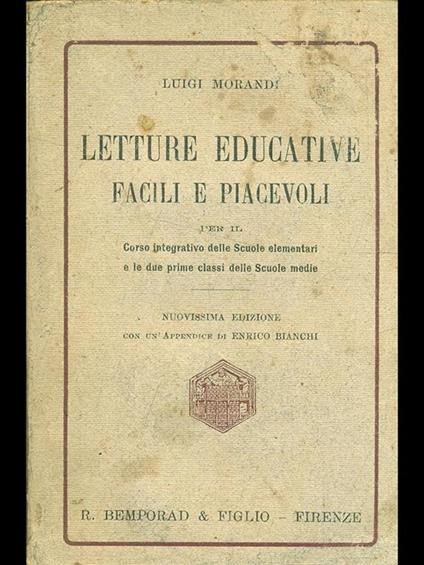 LUIGI MORANDI
LETTURE EDUCATIVE
FACILI E PIACEVOLI
PER IL
Corso integrativo delle Scuole elementari
e le due prime classi delle Scuole medie
NUOVISSIMA EDIZIONE
CON UN'APPENDICE DI ENRICO BIANCHI
R. BEMPORAD & FIGLIO - FIRENZE